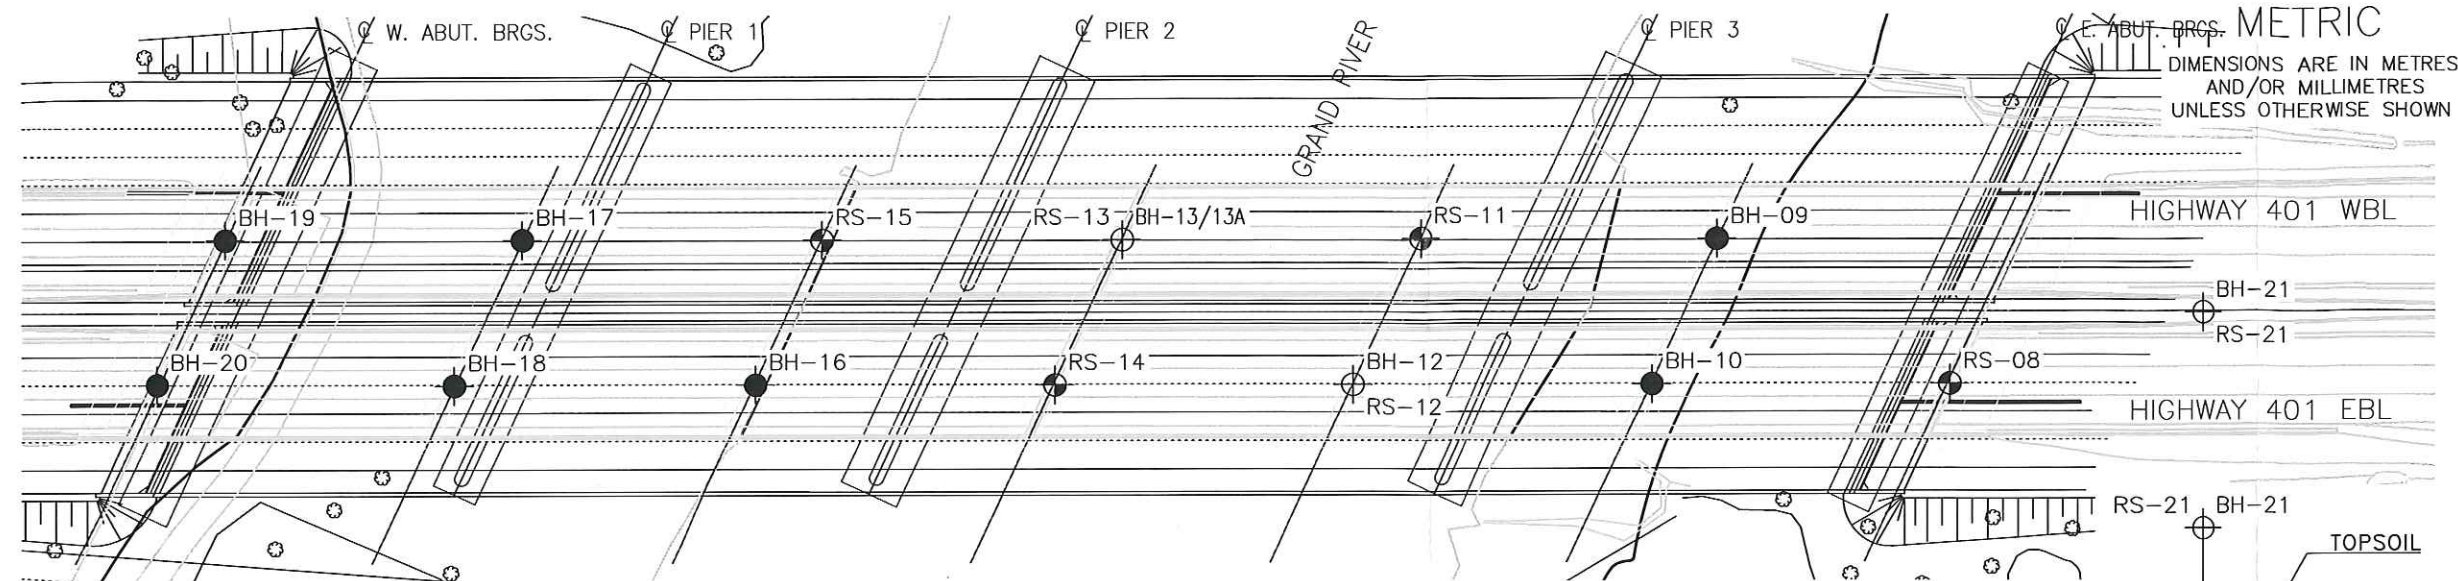 ℄ W. ABUT. BRGS.
℄ PIER 1
℄ PIER 2
℄ PIER 3
℄ E. ABUT. BRGS.
METRIC
DIMENSIONS ARE IN METRES
AND/OR MILLIMETRES
UNLESS OTHERWISE SHOWN
GRAND RIVER
BH-19
BH-17
RS-15
RS-13
BH-13/13A
RS-11
BH-09
HIGHWAY 401 WBL
BH-21
RS-21
BH-20
BH-18
BH-16
RS-14
BH-12
RS-12
BH-10
RS-08
HIGHWAY 401 EBL
RS-21
BH-21
TOPSOIL